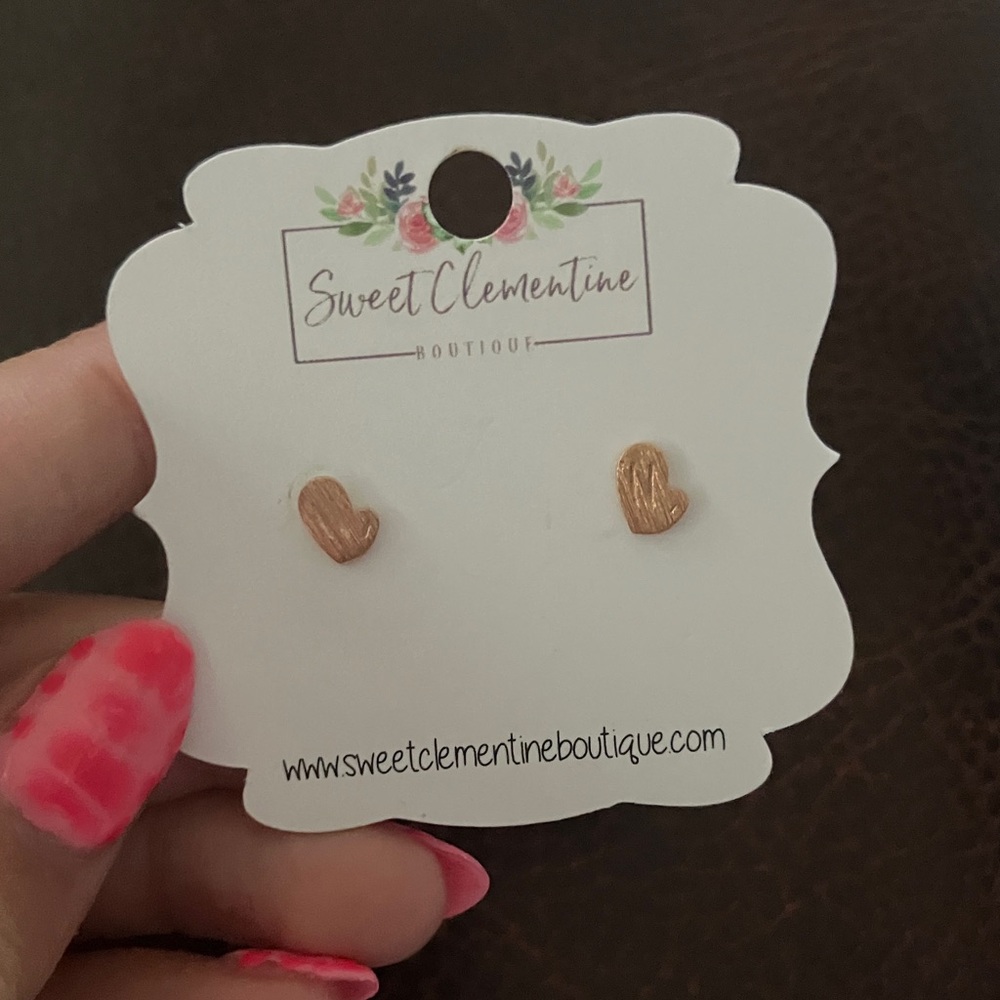 Sweet Clementine
BOUTIQUE
M
www.sweetclementineboutique.com